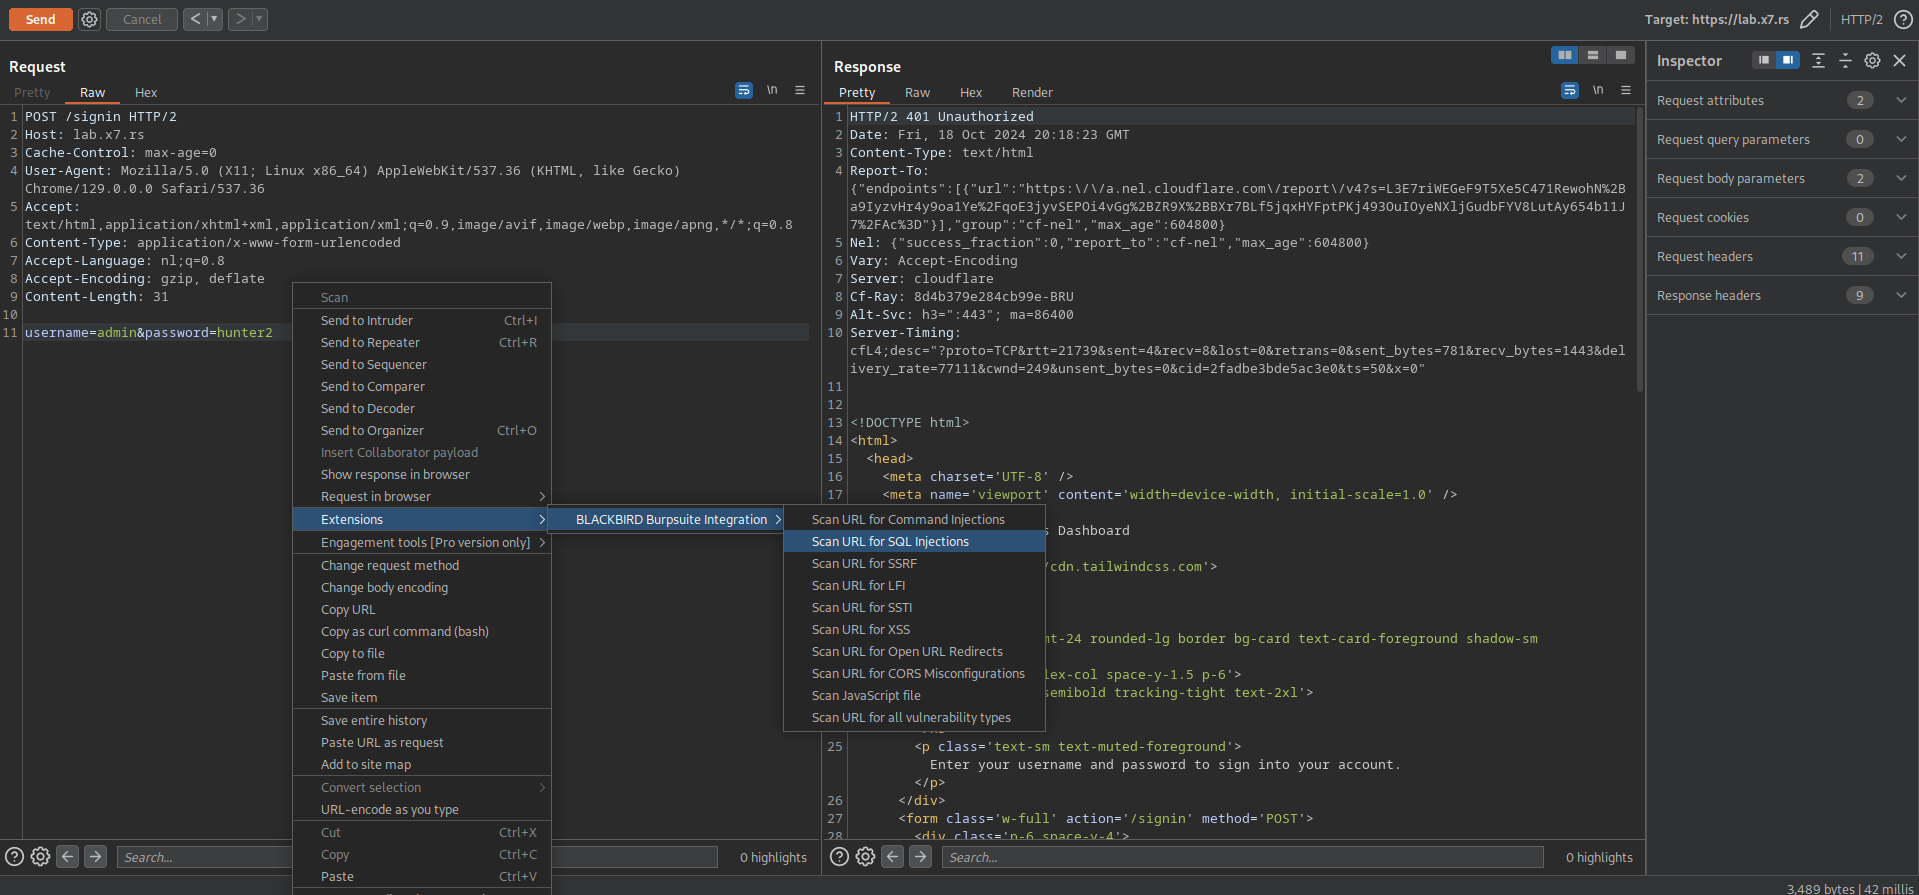 Send
Cancel
Target: https://lab.x7.rs
HTTP/2
Request
Pretty Raw Hex
\n
1 POST /signin HTTP/2
2 Host: lab.x7.rs
3 Cache-Control: max-age=0
4 User-Agent: Mozilla/5.0 (X11; Linux x86_64) AppleWebKit/537.36 (KHTML, like Gecko)
Chrome/129.0.0.0 Safari/537.36
5 Accept:
text/html,application/xhtml+xml,application/xml;q=0.9,image/avif,image/webp,image/apng,*/*;q=0.8
6 Content-Type: application/x-www-form-urlencoded
7 Accept-Language: nl;q=0.8
8 Accept-Encoding: gzip, deflate
9 Content-Length: 31
10
11 username=admin&password=hunter2
Scan
Send to Intruder Ctrl+I
Send to Repeater Ctrl+R
Send to Sequencer
Send to Comparer
Send to Decoder
Send to Organizer Ctrl+O
Insert Collaborator payload
Show response in browser
Request in browser
Extensions
Engagement tools [Pro version only]
Change request method
Change body encoding
Copy URL
Copy as curl command (bash)
Copy to file
Paste from file
Save item
Save entire history
Paste URL as request
Add to site map
Convert selection
URL-encode as you type
Cut Ctrl+X
Copy Ctrl+C
Paste Ctrl+V
BLACKBIRD Burpsuite Integration
Scan URL for Command Injections
Scan URL for SQL Injections
Scan URL for SSRF
Scan URL for LFI
Scan URL for SSTI
Scan URL for XSS
Scan URL for Open URL Redirects
Scan URL for CORS Misconfigurations
Scan JavaScript file
Scan URL for all vulnerability types
Search...
0 highlights
Response
Pretty Raw Hex Render
\n
1 HTTP/2 401 Unauthorized
2 Date: Fri, 18 Oct 2024 20:18:23 GMT
3 Content-Type: text/html
4 Report-To:
{"endpoints":[{"url":"https:\/\/a.nel.cloudflare.com\/report\/v4?s=L3E7riWEGeF9T5Xe5C471RewohN%2B
a9IyzvHr4y9oa1Ye%2FqoE3jyvSEPOi4vGg%2BZR9X%2BBXr7BLf5jqxHYFptPKj493OuIOyeNXljGudbFYV8LutAy654b11J
7%2FAc%3D"}],"group":"cf-nel","max_age":604800}
5 Nel: {"success_fraction":0,"report_to":"cf-nel","max_age":604800}
6 Vary: Accept-Encoding
7 Server: cloudflare
8 Cf-Ray: 8d4b379e284cb99e-BRU
9 Alt-Svc: h3=":443"; ma=86400
10 Server-Timing:
cfL4;desc="?proto=TCP&rtt=21739&sent=4&recv=8&lost=0&retrans=0&sent_bytes=781&recv_bytes=1443&del
ivery_rate=77111&cwnd=249&unsent_bytes=0&cid=2fadbe3bde5ac3e0&ts=50&x=0"
11
12
13 <!DOCTYPE html>
14 <html>
15 <head>
16 <meta charset='UTF-8' />
17 <meta name='viewport' content='width=device-width, initial-scale=1.0' />
s Dashboard
/cdn.tailwindcss.com'>
mt-24 rounded-lg border bg-card text-card-foreground shadow-sm
lex-col space-y-1.5 p-6'>
semibold tracking-tight text-2xl'>
25 <p class='text-sm text-muted-foreground'>
Enter your username and password to sign into your account.
</p>
26 </div>
27 <form class='w-full' action='/signin' method='POST'>
28 <div class='p-6 space-y-4'>
Search...
0 highlights
Inspector
Request attributes 2
Request query parameters 0
Request body parameters 2
Request cookies 0
Request headers 11
Response headers 9
3,489 bytes | 42 millis